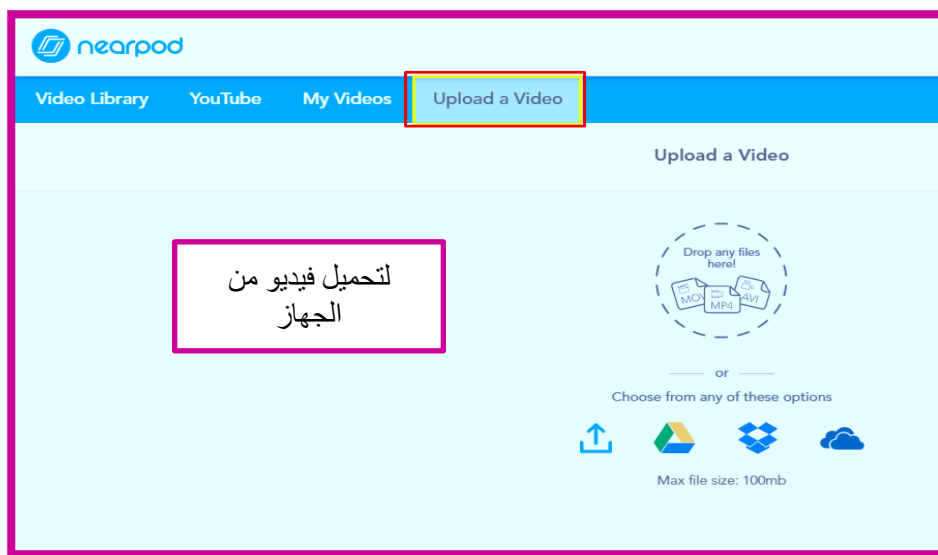 nearpod
Video Library YouTube My Videos Upload a Video
Upload a Video
لتحميل فيديو من
الجهاز
Drop any files
here!
MOV MP4 AVI
or
Choose from any of these options
Max file size: 100mb